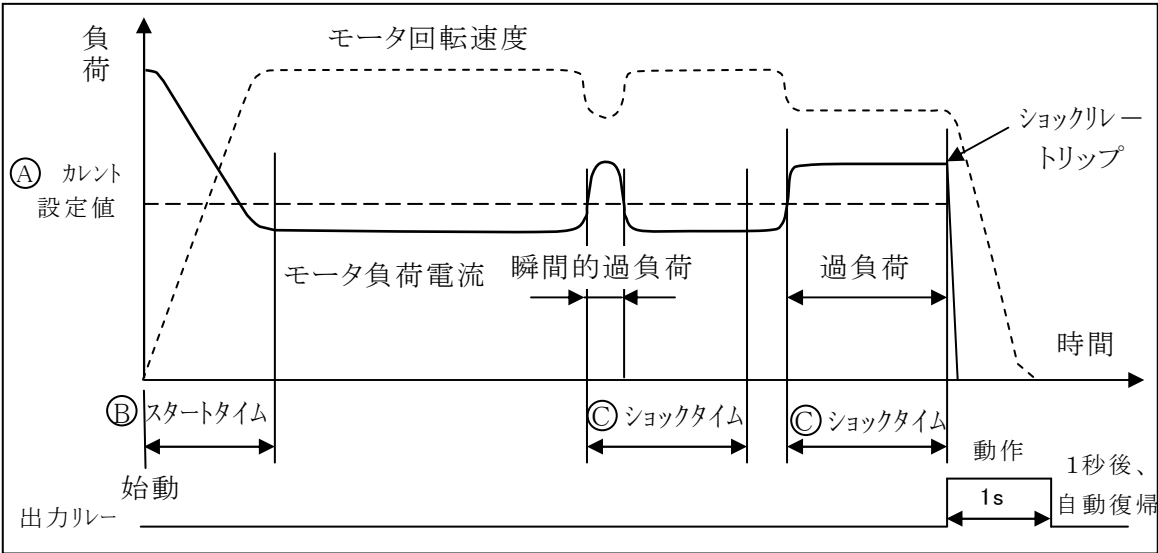 負
荷
モータ回転速度
ショックリレー
トリップ
Ⓐ カレント
設定値
モータ負荷電流
瞬間的過負荷
過負荷
時間
Ⓑ スタートタイム
Ⓒ ショックタイム
Ⓒ ショックタイム
始動
動作
1秒後、
自動復帰
1s
出力リレー